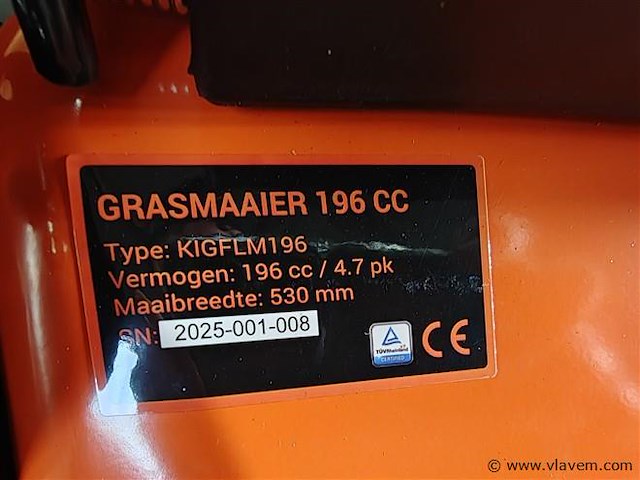 GRASMAAIER 196 CC
Type: KIGFLM196
Vermogen: 196 cc / 4.7 pk
Maaibreedte: 530 mm
SN: 2025-001-008
TÜVRheinland
CERTIFIED
CE
© www.vlavem.com